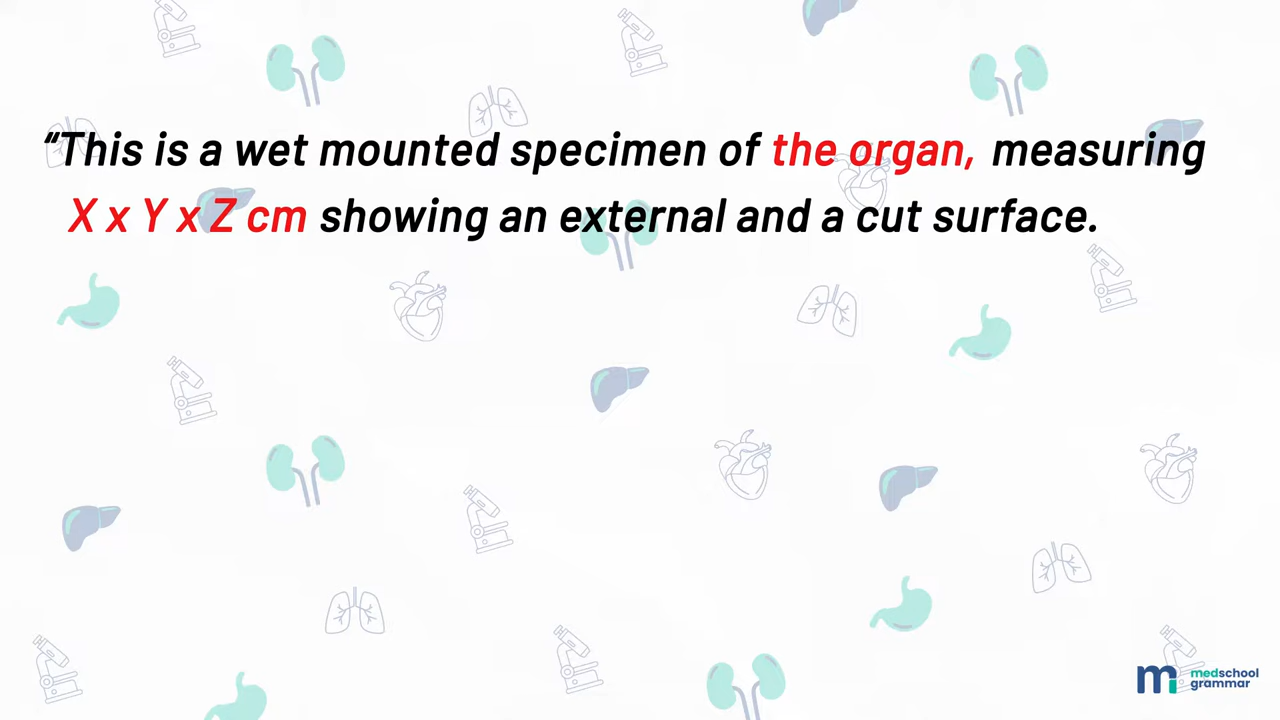 “This is a wet mounted specimen of the organ, measuring
X x Y x Z cm showing an external and a cut surface.
medschool
grammar